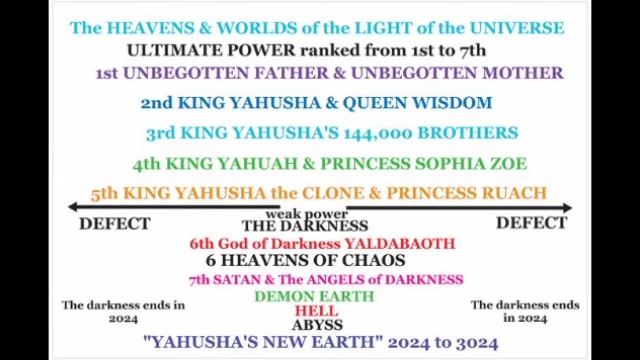 The HEAVENS & WORLDS of the LIGHT of the UNIVERSE
ULTIMATE POWER ranked from 1st to 7th
1st UNBEGOTTEN FATHER & UNBEGOTTEN MOTHER
2nd KING YAHUSHA & QUEEN WISDOM
3rd KING YAHUSHA'S 144,000 BROTHERS
4th KING YAHUAH & PRINCESS SOPHIA ZOE
5th KING YAHUSHA the CLONE & PRINCESS RUACH
DEFECT
weak power
THE DARKNESS
DEFECT
6th God of Darkness YALDABAOTH
6 HEAVENS OF CHAOS
7th SATAN & The ANGELS of DARKNESS
DEMON EARTH
The darkness ends in
2024
HELL
ABYSS
The darkness ends
in 2024
"YAHUSHA'S NEW EARTH" 2024 to 3024